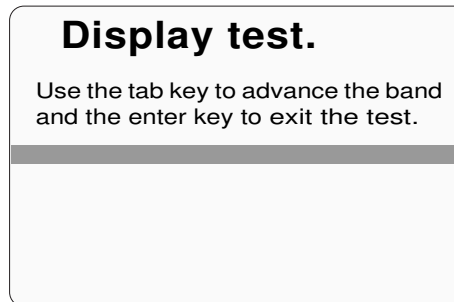 Display test.
Use the tab key to advance the band
and the enter key to exit the test.